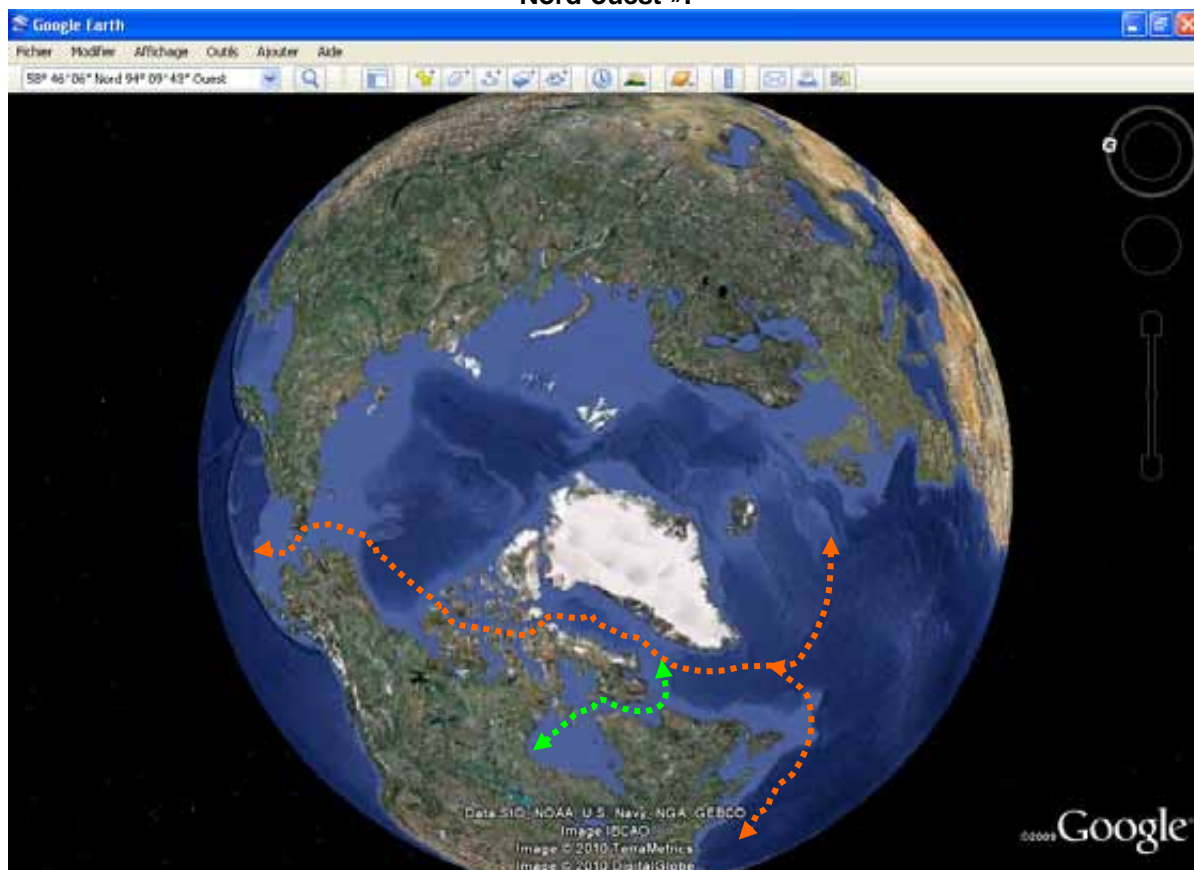 Nord-Ouest ».
Google Earth
Fichier Modifier Affichage Outils Ajouter Aide
58° 46'06" Nord 94° 09'43" Ouest
Data SIO, NOAA, U.S. Navy, NGA, GEBCO
Image IBCAO
Image © 2010 TerraMetrics
Image © 2010 DigitalGlobe
©2009 Google